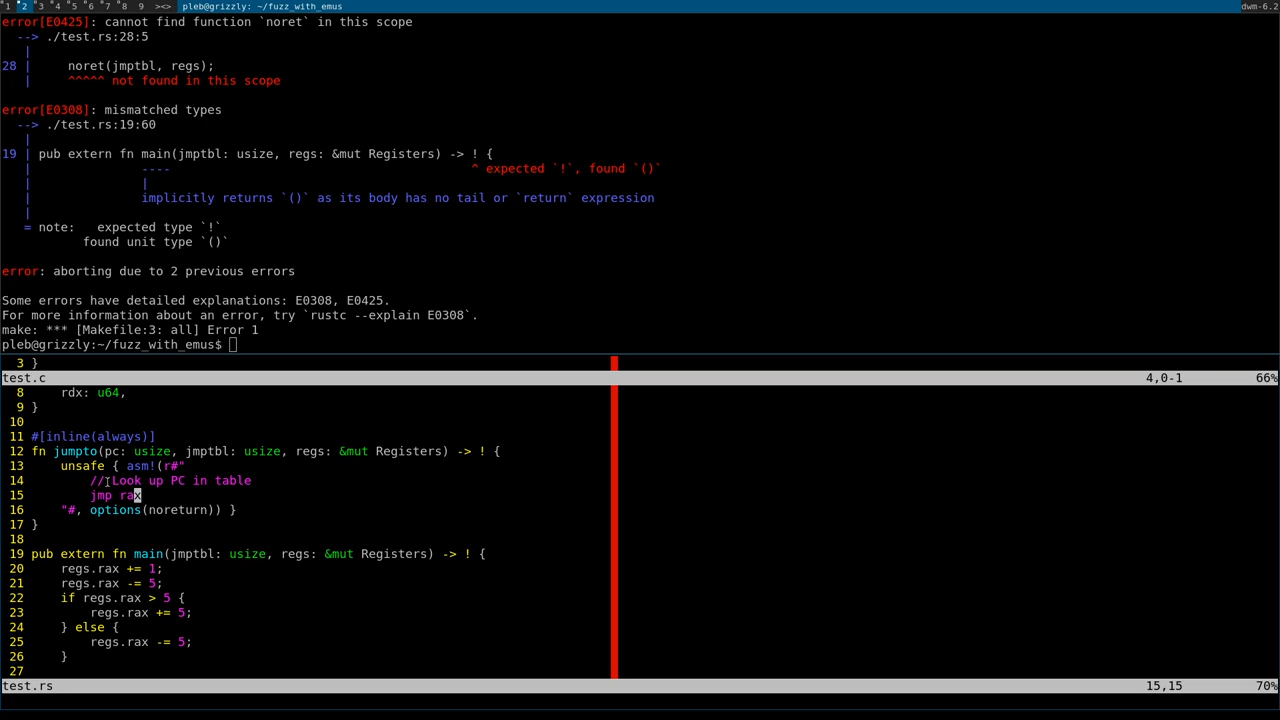 1 2 3 4 5 6 7 8 9 ><> pleb@grizzly: ~/fuzz_with_emus dwm-6.2
error[E0425]: cannot find function `noret` in this scope
--> ./test.rs:28:5
|
28 | noret(jmptbl, regs);
| ^^^^^ not found in this scope
error[E0308]: mismatched types
--> ./test.rs:19:60
|
19 | pub extern fn main(jmptbl: usize, regs: &mut Registers) -> ! {
| ---- ^ expected `!`, found `()`
| |
| implicitly returns `()` as its body has no tail or `return` expression
|
= note: expected type `!`
found unit type `()`
error: aborting due to 2 previous errors
Some errors have detailed explanations: E0308, E0425.
For more information about an error, try `rustc --explain E0308`.
make: *** [Makefile:3: all] Error 1
pleb@grizzly:~/fuzz_with_emus$
3 }
test.c 4,0-1 66%
8 rdx: u64,
9 }
10
11 #[inline(always)]
12 fn jumpto(pc: usize, jmptbl: usize, regs: &mut Registers) -> ! {
13 unsafe { asm!(r#"
14 // Look up PC in table
15 jmp rax
16 "#, options(noreturn)) }
17 }
18
19 pub extern fn main(jmptbl: usize, regs: &mut Registers) -> ! {
20 regs.rax += 1;
21 regs.rax -= 5;
22 if regs.rax > 5 {
23 regs.rax += 5;
24 } else {
25 regs.rax -= 5;
26 }
27
test.rs 15,15 70%